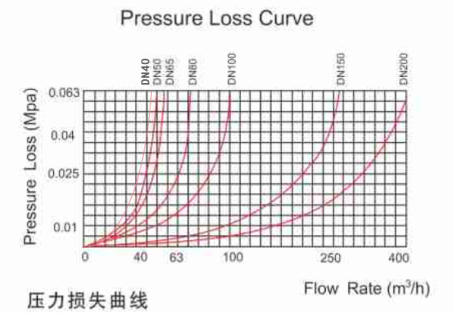 Pressure Loss Curve
DN40 DN50 DN65 DN80 DN100 DN150 DN200
Pressure Loss (Mpa)
0.063
0.04
0.025
0.01
0 40 63 100 250 400
Flow Rate (m³/h)
压力损失曲线